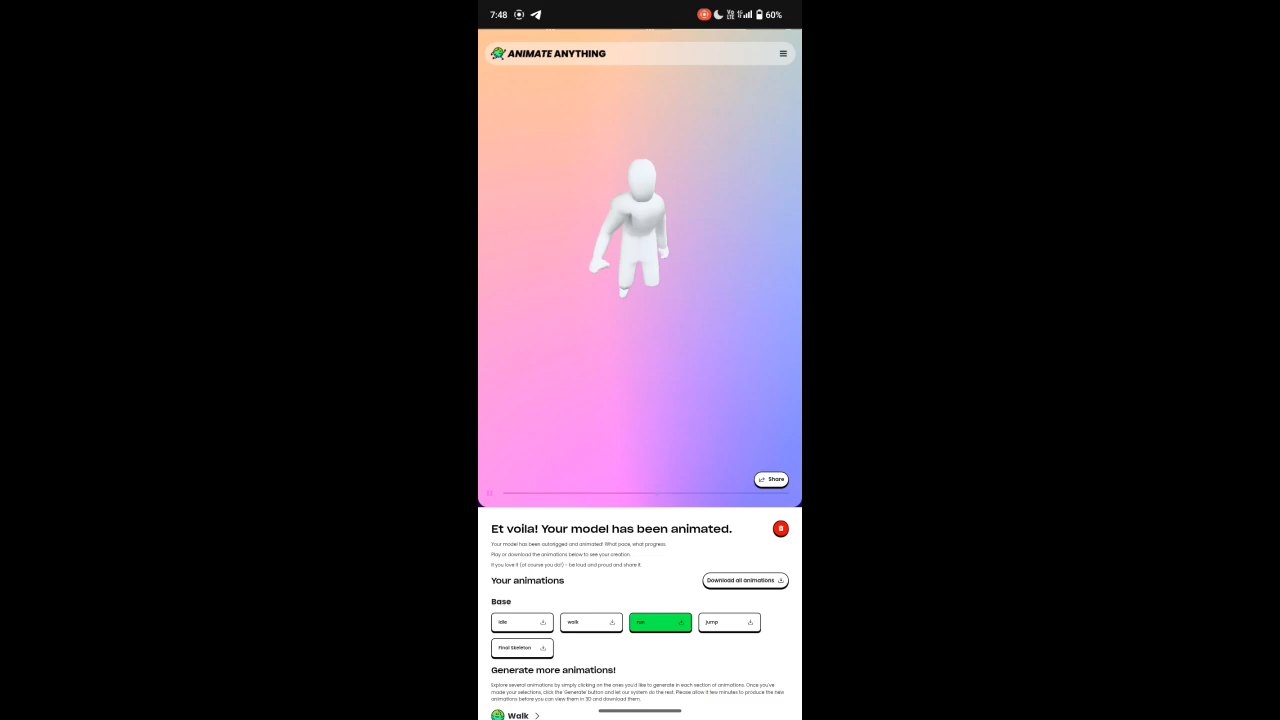 7:48
Vo LTE 4G 60%
ANIMATE ANYTHING
Share
Et voila! Your model has been animated.
Your model has been autorigged and animated! What pace, what progress.
Play or download the animations below to see your creation.
If you love it (of course you do!) - be loud and proud and share it.
Your animations
Download all animations
Base
idle
walk
run
jump
Final Skeleton
Generate more animations!
Explore several animations by simply clicking on the ones you'd like to generate in each section of animations. Once you've
made your selections, click the 'Generate' button and let our system do the rest. Please allow it few minutes to produce the new
animations before you can view them in 3D and download them.
Walk